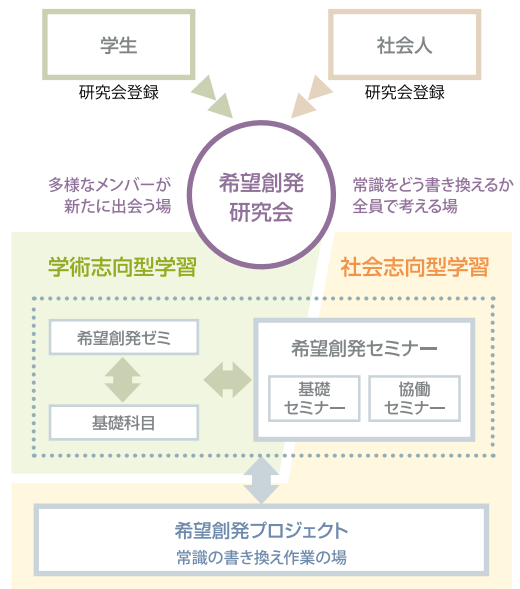 学生
社会人
研究会登録
研究会登録
希望創発
研究会
多様なメンバーが
新たに出会う場
常識をどう書き換えるか
全員で考える場
学術志向型学習
社会志向型学習
希望創発ゼミ
基礎科目
希望創発セミナー
基礎
セミナー
協働
セミナー
希望創発プロジェクト
常識の書き換え作業の場